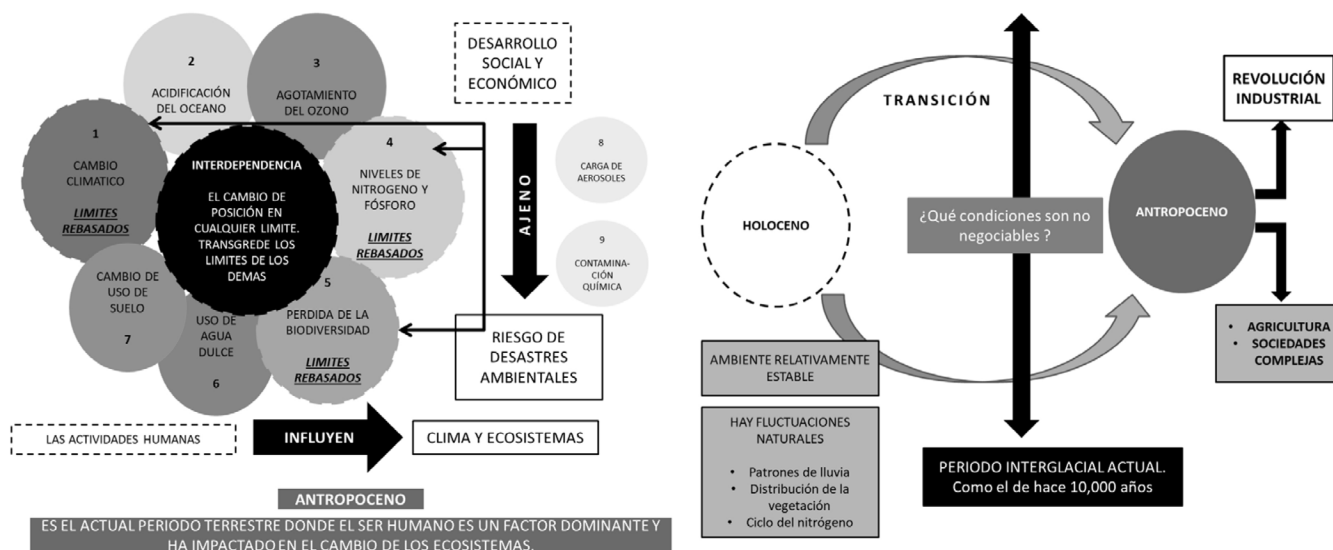 2
ACIDIFICACIÓN
DEL OCEANO
3
AGOTAMIENTO
DEL OZONO
1
CAMBIO
CLIMATICO
LIMITES
REBASADOS
INTERDEPENDENCIA
EL CAMBIO DE
POSICIÓN EN
CUALQUIER LIMITE.
TRANSGREDE LOS
LIMITES DE LOS
DEMAS
4
NIVELES DE
NITROGENO Y
FÓSFORO
LIMITES
REBASADOS
CAMBIO DE
USO DE
SUELO
7
USO DE
AGUA
DULCE
6
5
PERDIDA DE LA
BIODIVERSIDAD
LIMITES
REBASADOS
DESARROLLO
SOCIAL Y
ECONÓMICO
AJENO
8
CARGA DE
AEROSOLES
9
CONTAMINA-
CIÓN
QUÍMICA
RIESGO DE
DESASTRES
AMBIENTALES
LAS ACTIVIDADES HUMANAS
INFLUYEN
CLIMA Y ECOSISTEMAS
ANTROPOCENO
ES EL ACTUAL PERIODO TERRESTRE DONDE EL SER HUMANO ES UN FACTOR DOMINANTE Y
HA IMPACTADO EN EL CAMBIO DE LOS ECOSISTEMAS.
TRANSICIÓN
HOLOCENO
¿Qué condiciones son no
negociables ?
ANTROPOCENO
REVOLUCIÓN
INDUSTRIAL
• AGRICULTURA
• SOCIEDADES
COMPLEJAS
AMBIENTE RELATIVAMENTE
ESTABLE
HAY FLUCTUACIONES
NATURALES
• Patrones de lluvia
• Distribución de la
vegetación
• Ciclo del nitrógeno
PERIODO INTERGLACIAL ACTUAL.
Como el de hace 10,000 años